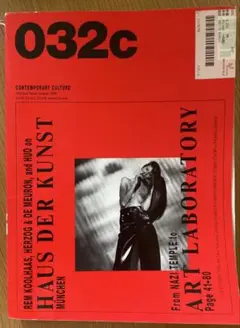 032c
CONTEMPORARY CULTURE
REM KOOLHAAS, HERZOG & DE MEURON, and HUO on
HAUS DER KUNST
MÜNCHEN
From NAZI TEMPLE to
ART LABORATORY
Page 41–80